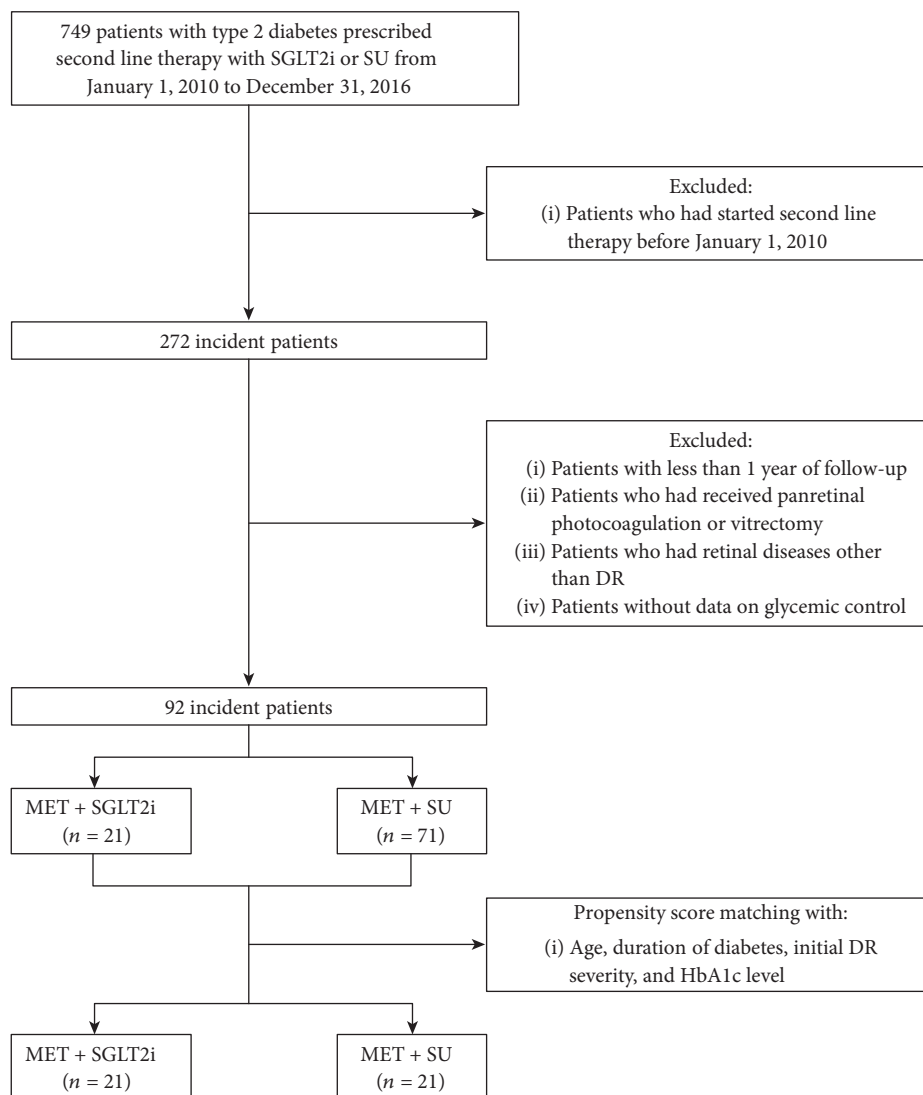 749 patients with type 2 diabetes prescribed
second line therapy with SGLT2i or SU from
January 1, 2010 to December 31, 2016
Excluded:
(i) Patients who had started second line
therapy before January 1, 2010
272 incident patients
Excluded:
(i) Patients with less than 1 year of follow-up
(ii) Patients who had received panretinal
photocoagulation or vitrectomy
(iii) Patients who had retinal diseases other
than DR
(iv) Patients without data on glycemic control
92 incident patients
MET + SGLT2i
(n = 21)
MET + SU
(n = 71)
Propensity score matching with:
(i) Age, duration of diabetes, initial DR
severity, and HbA1c level
MET + SGLT2i
(n = 21)
MET + SU
(n = 21)